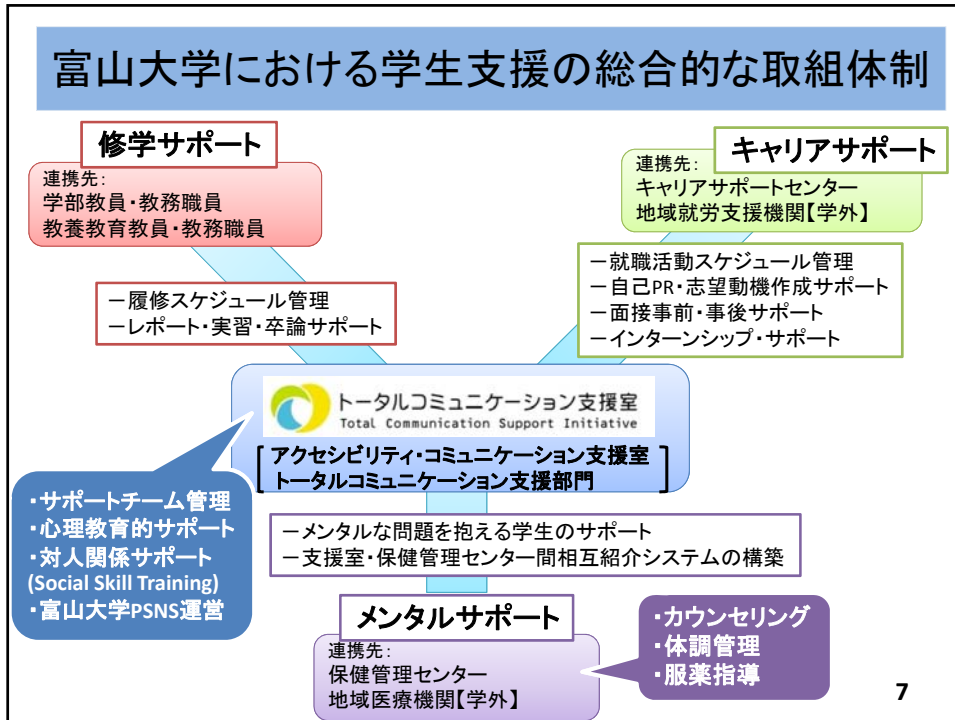 富山大学における学生支援の総合的な取組体制
修学サポート
連携先:
学部教員・教務職員
教養教育教員・教務職員
キャリアサポート
連携先:
キャリアサポートセンター
地域就労支援機関【学外】
－履修スケジュール管理
－レポート・実習・卒論サポート
－就職活動スケジュール管理
－自己PR・志望動機作成サポート
－面接事前・事後サポート
－インターンシップ・サポート
トータルコミュニケーション支援室
Total Communication Support Initiative
[アクセシビリティ・コミュニケーション支援室
トータルコミュニケーション支援部門]
・サポートチーム管理
・心理教育的サポート
・対人関係サポート
(Social Skill Training)
・富山大学PSNS運営
－メンタルな問題を抱える学生のサポート
－支援室・保健管理センター間相互紹介システムの構築
メンタルサポート
連携先:
保健管理センター
地域医療機関【学外】
・カウンセリング
・体調管理
・服薬指導
7